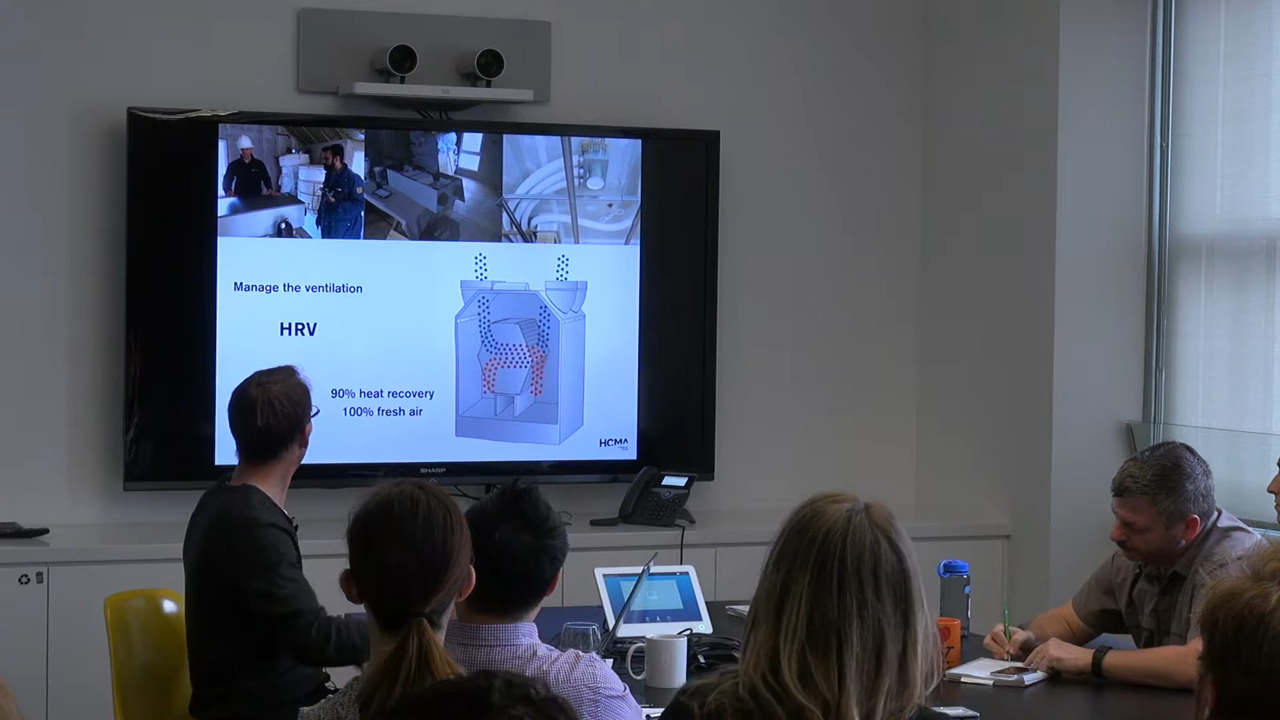 Manage the ventilation
HRV
90% heat recovery
100% fresh air
HCMA
SHARP